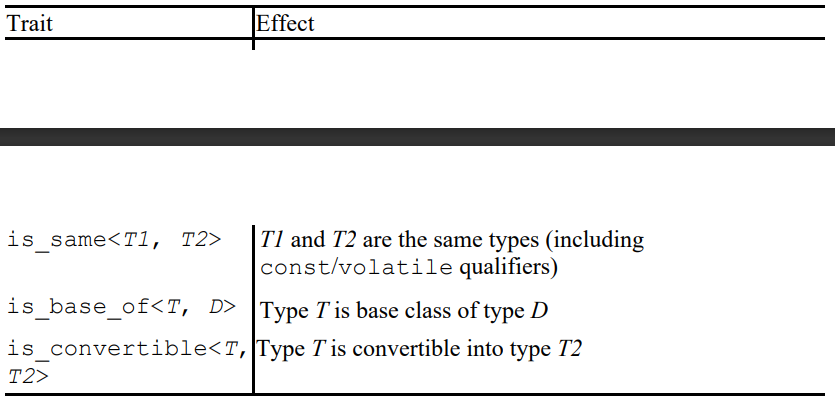 Trait Effect
is_same<T1, T2> T1 and T2 are the same types (including
const/volatile qualifiers)
is_base_of<T, D> Type T is base class of type D
is_convertible<T, Type T is convertible into type T2
T2>